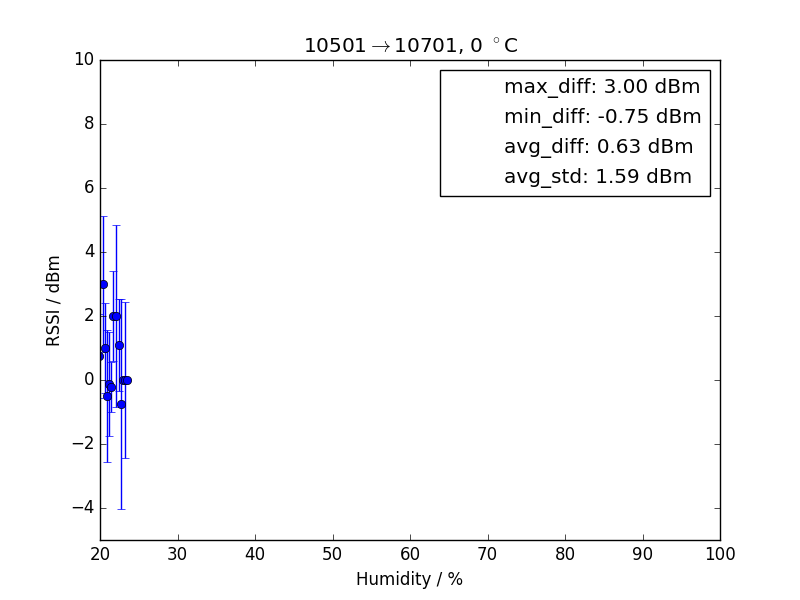 10501→10701, 0 °C
max_diff: 3.00 dBm
min_diff: -0.75 dBm
avg_diff: 0.63 dBm
avg_std: 1.59 dBm
RSSI / dBm
10
8
6
4
2
0
−2
−4
20 30 40 50 60 70 80 90 100
Humidity / %